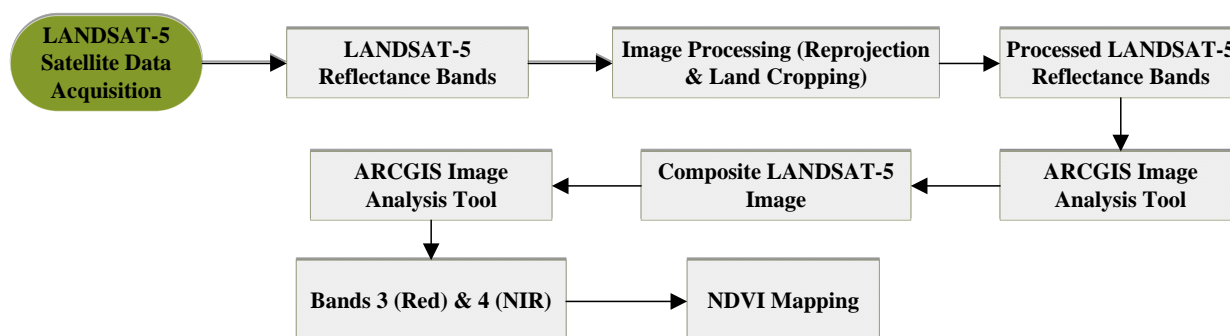 LANDSAT-5
Satellite Data
Acquisition
LANDSAT-5
Reflectance Bands
Image Processing (Reprojection
& Land Cropping)
Processed LANDSAT-5
Reflectance Bands
ARCGIS Image
Analysis Tool
Composite LANDSAT-5
Image
ARCGIS Image
Analysis Tool
Bands 3 (Red) & 4 (NIR)
NDVI Mapping